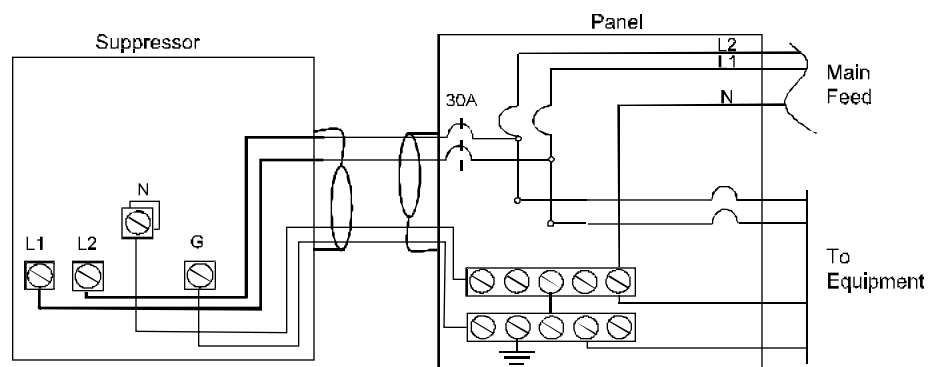 Suppressor
Panel
L2
L1
N
Main
Feed
30A
N
L1
L2
G
To
Equipment